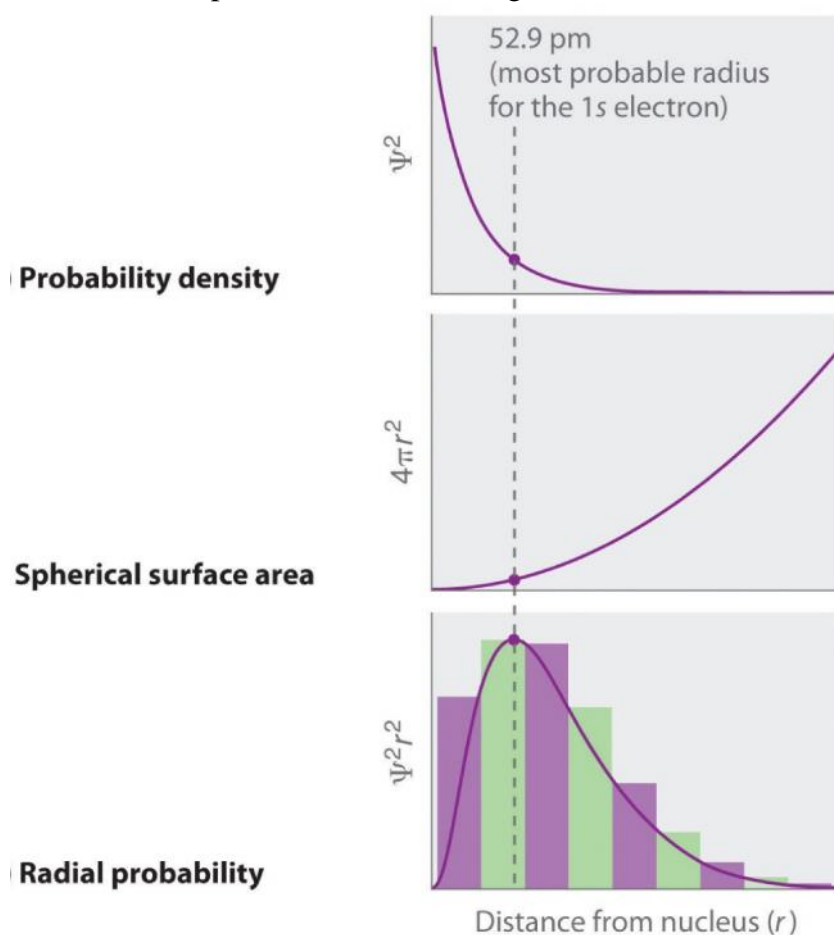 52.9 pm
(most probable radius
for the 1s electron)
Ψ²
Probability density
4πr²
Spherical surface area
Ψ²r²
Radial probability
Distance from nucleus (r)